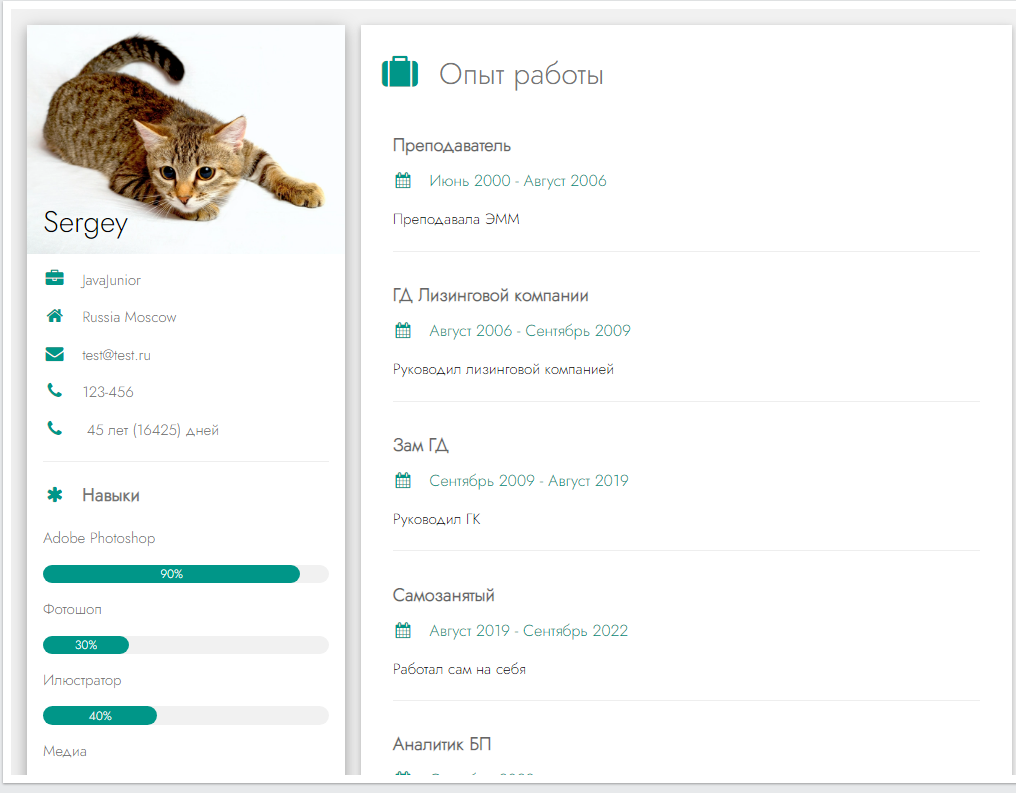 Sergey
JavaJunior
Russia Moscow
test@test.ru
123-456
45 лет (16425) дней
Навыки
Adobe Photoshop
90%
Фотошоп
30%
Илюстратор
40%
Медиа
Опыт работы
Преподаватель
Июнь 2000 - Август 2006
Преподавала ЭММ
ГД Лизинговой компании
Август 2006 - Сентябрь 2009
Руководил лизинговой компанией
Зам ГД
Сентябрь 2009 - Август 2019
Руководил ГК
Самозанятый
Август 2019 - Сентябрь 2022
Работал сам на себя
Аналитик БП